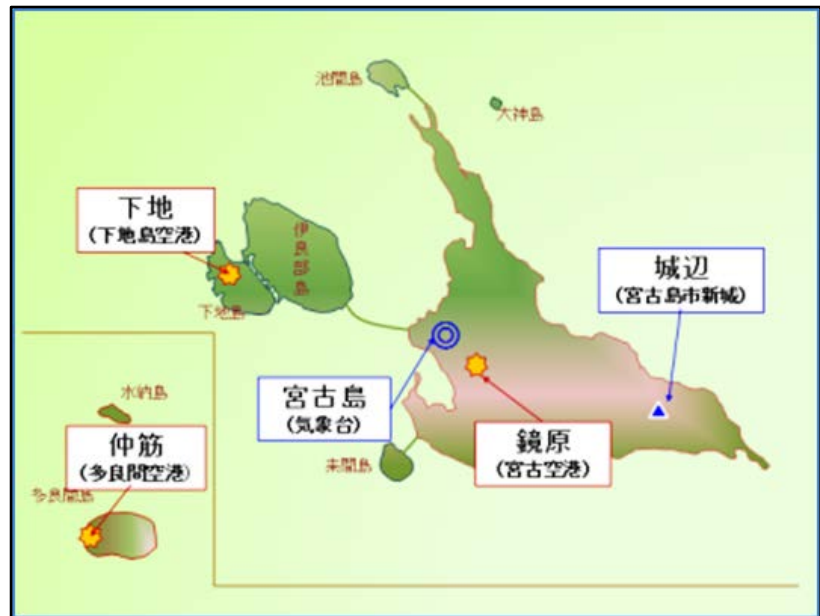 池間島
大神島
下地
(下地島空港)
伊良部島
城辺
(宮古島市新城)
下地島
水納島
宮古島
(気象台)
鏡原
(宮古空港)
仲筋
(多良間空港)
来間島
多良間島